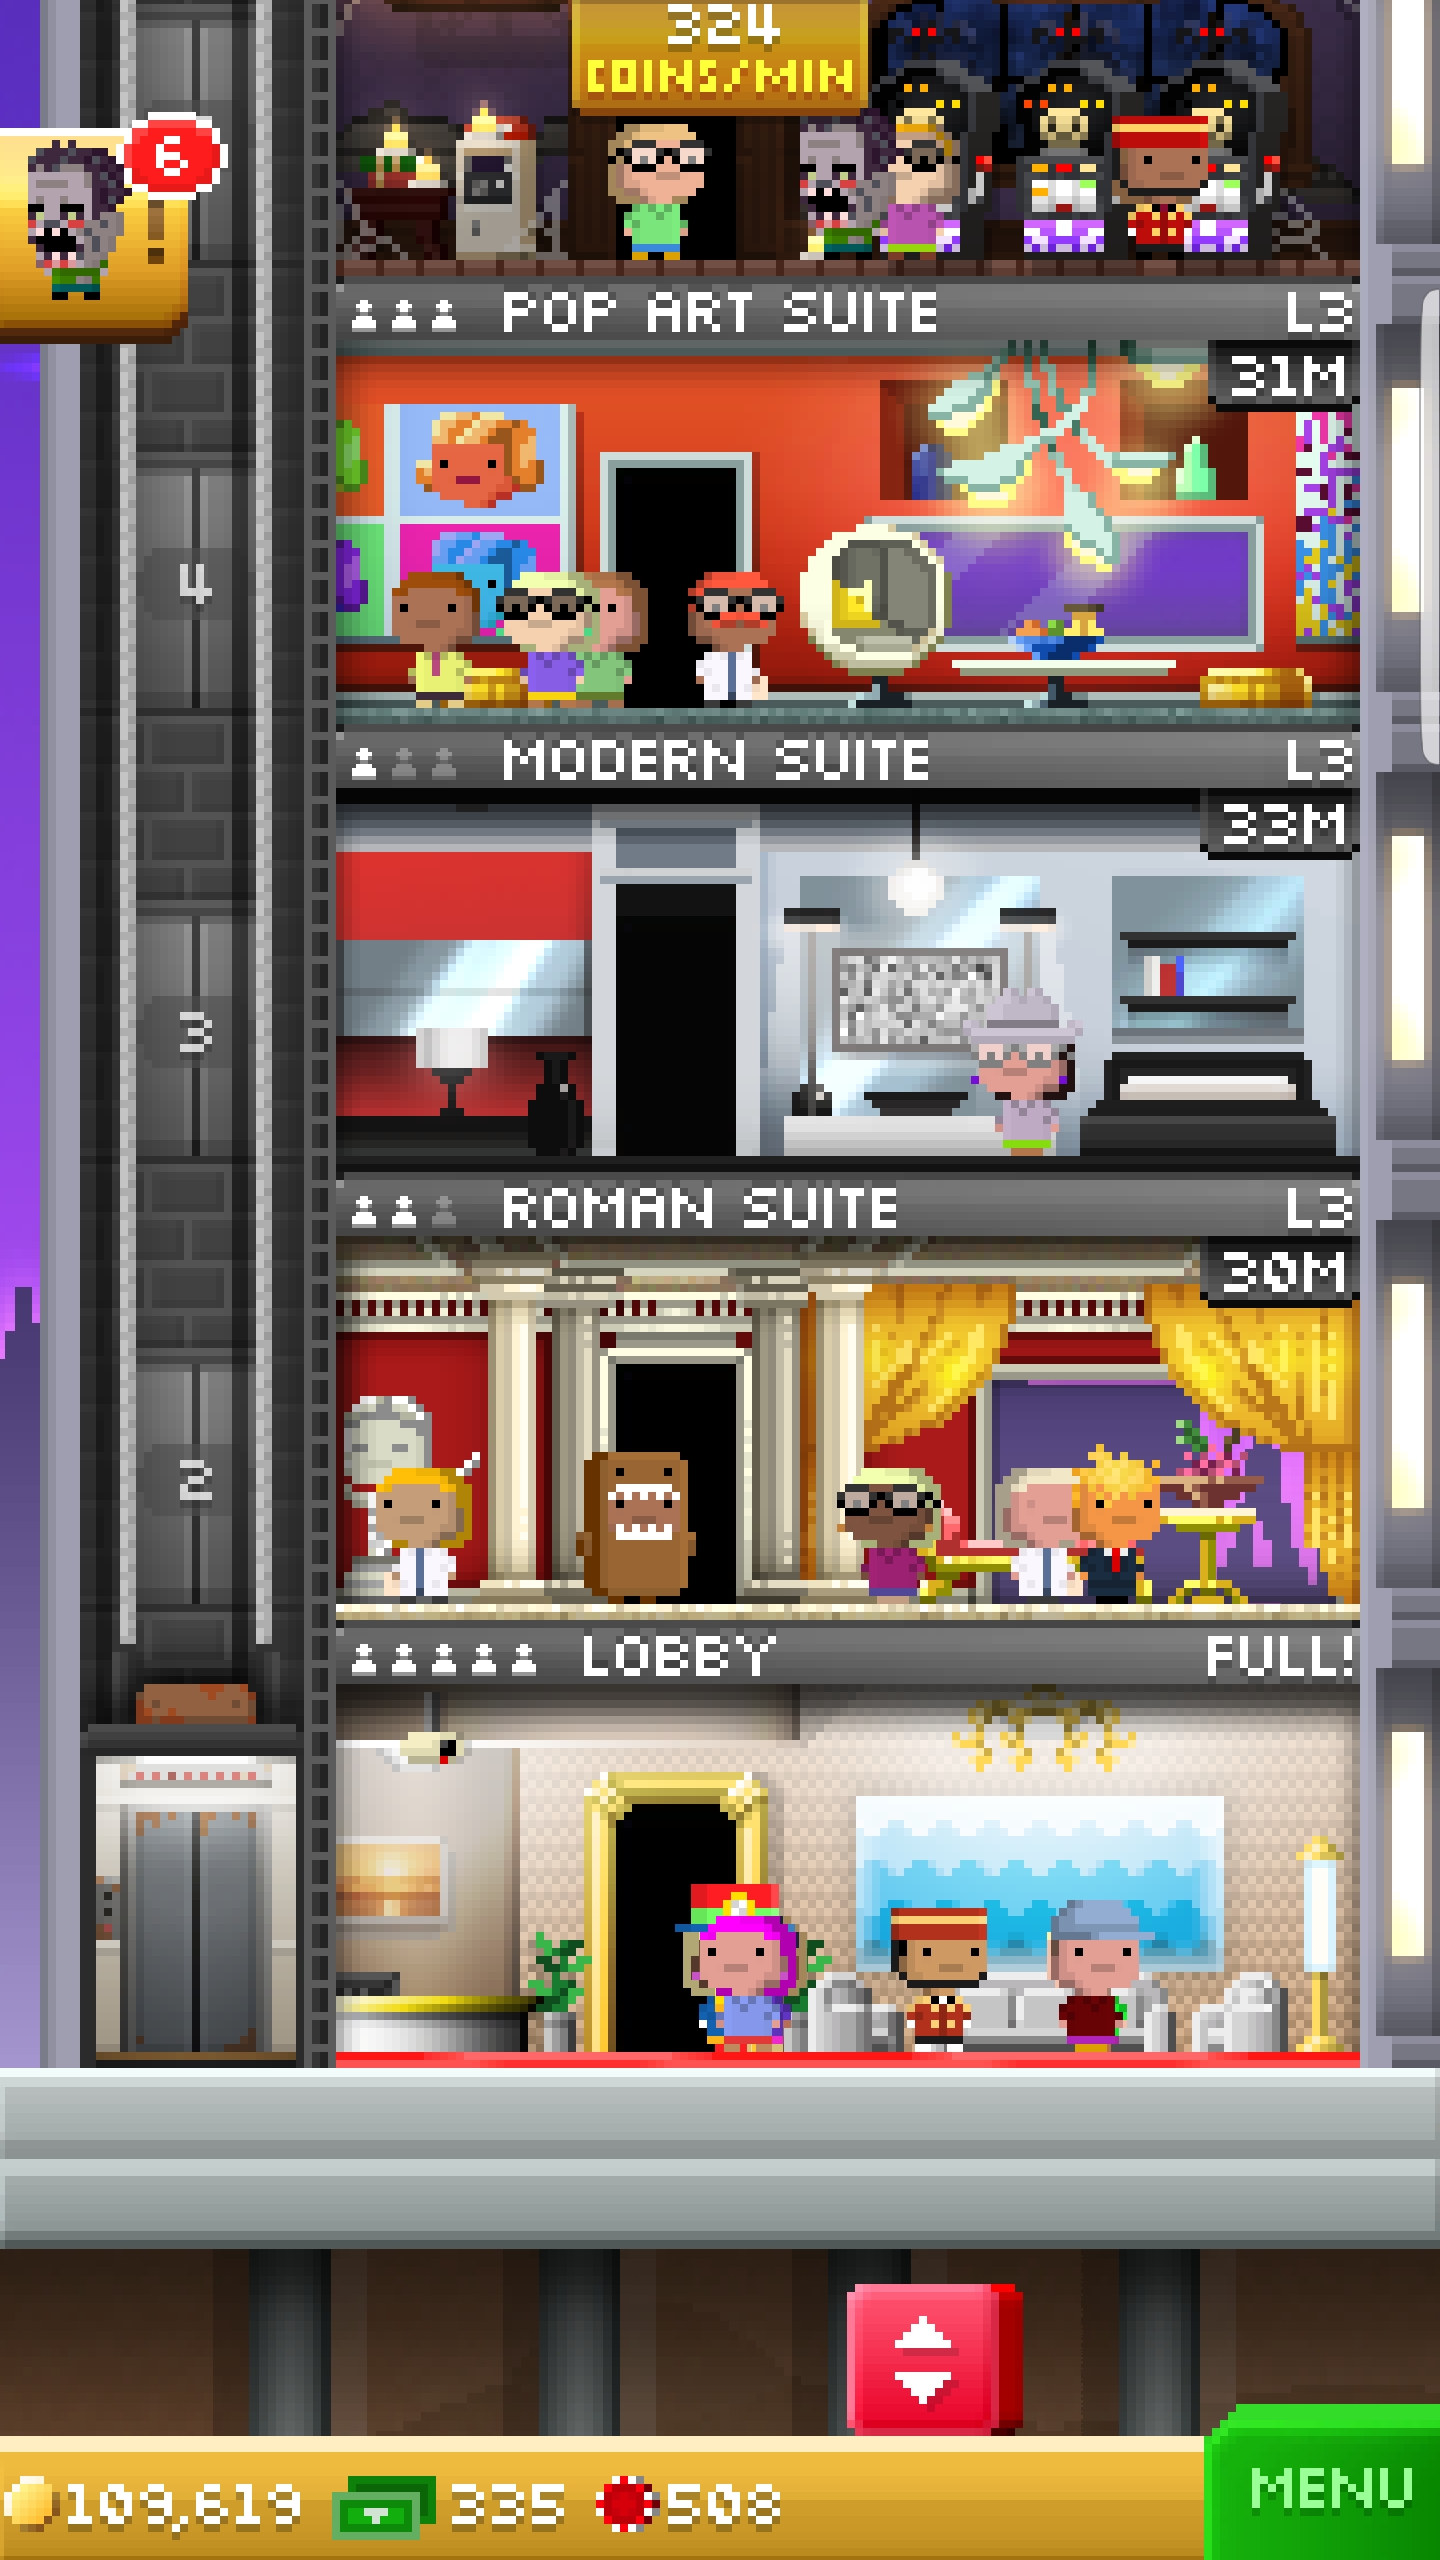 324
COINS/MIN
6
!
POP ART SUITE L3
31M
4
MODERN SUITE L3
33M
3
ROMAN SUITE L3
30M
2
LOBBY FULL!
109,619 335 508
MENU